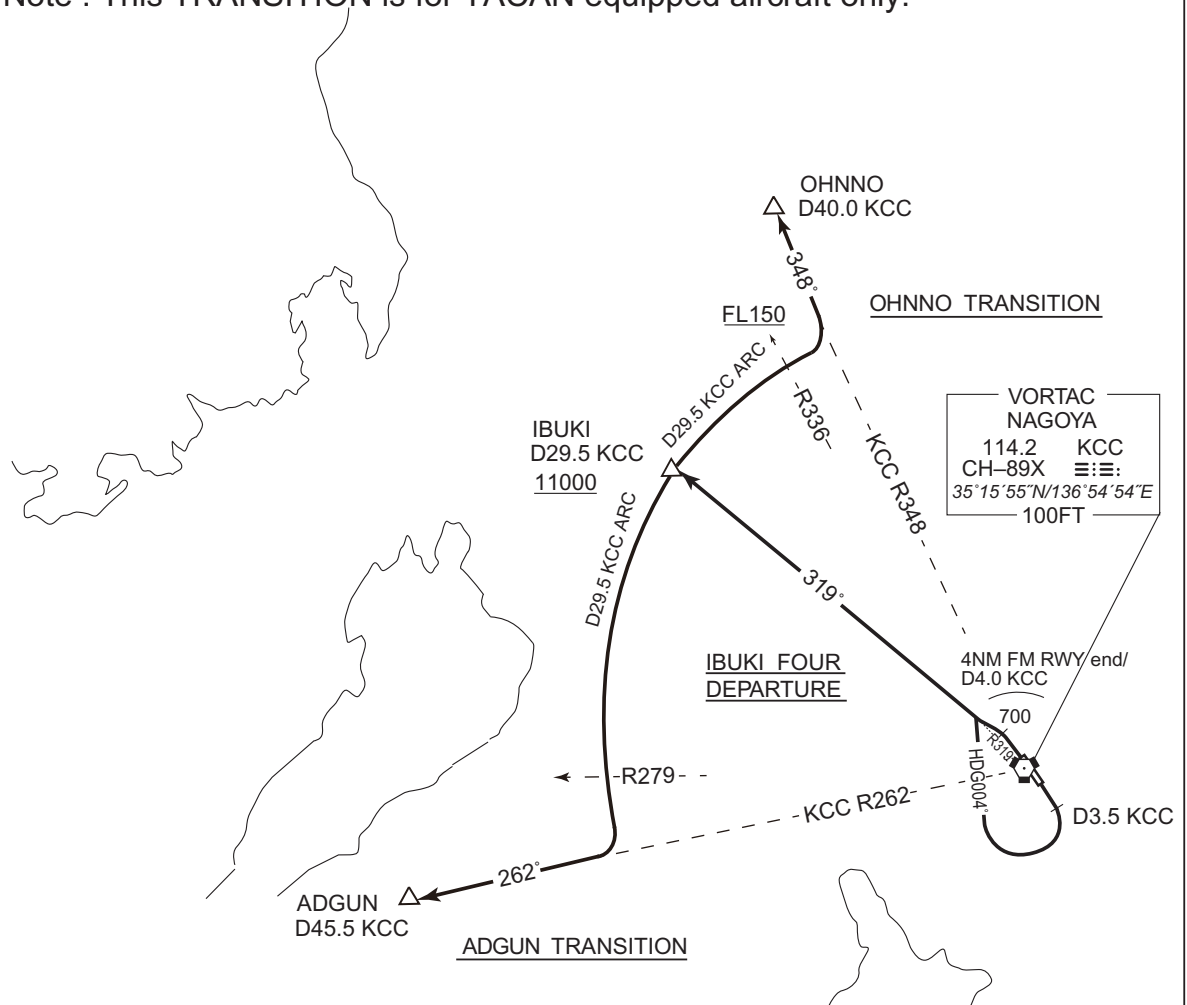 Note : This TRANSITION is for TACAN equipped aircraft only.
OHNNO
D40.0 KCC
348°
OHNNO TRANSITION
FL150
D29.5 KCC ARC
R336
KCC R348
VORTAC
NAGOYA
114.2 KCC
CH–89X
35°15´55˝N/136°54´54˝E
100FT
IBUKI
D29.5 KCC
11000
D29.5 KCC ARC
319°
IBUKI FOUR
DEPARTURE
4NM FM RWY end/
D4.0 KCC
700
R319
HDG004°
R279
KCC R262
D3.5 KCC
262°
ADGUN
D45.5 KCC
ADGUN TRANSITION